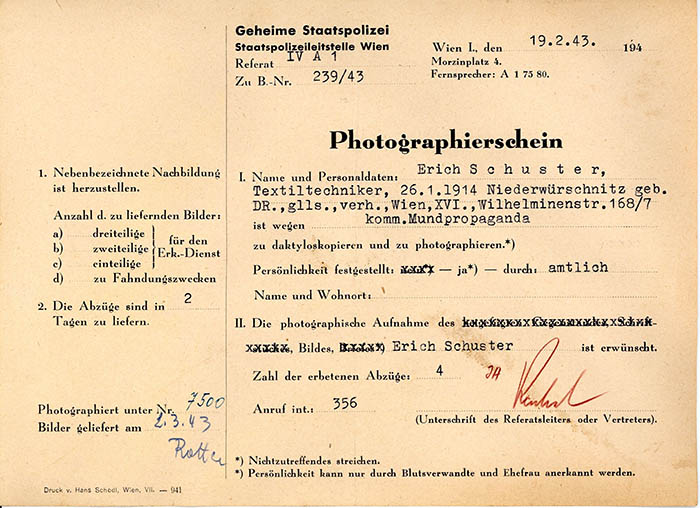 Geheime Staatspolizei
Staatspolizeileitstelle Wien
Referat IV A 1
Zu B.-Nr. 239/43
Wien I., den 19.2.43. 194
Morzinplatz 4.
Fernsprecher: A 1 75 80.
Photographierschein
1. Nebenbezeichnete Nachbildung
ist herzustellen.
Anzahl d. zu liefernden Bilder:
a) dreiteilige
b) zweiteilige
c) einteilige
für den
Erk.-Dienst
d) zu Fahndungszwecken
2. Die Abzüge sind in 2
Tagen zu liefern.
Photographiert unter Nr. 7500
Bilder geliefert am 2.3.43
I. Name und Personaldaten: Erich Schuster,
Textiltechniker, 26.1.1914 Niederwürschnitz geb.
DR.,glls.,verh.,Wien,XVI.,Wilhelminenstr.168/7
ist wegen komm.Mundpropaganda
zu daktyloskopieren und zu photographieren.*)
Persönlichkeit festgestellt: — ja*) — durch: amtlich
Name und Wohnort:
II. Die photographische Aufnahme des
Bildes, Erich Schuster ist erwünscht.
Zahl der erbetenen Abzüge: 4
Anruf int.: 356
(Unterschrift des Referatsleiters oder Vertreters).
*) Nichtzutreffendes streichen.
*) Persönlichkeit kann nur durch Blutsverwandte und Ehefrau anerkannt werden.
Druck v. Hans Schedl, Wien, VII. — 941